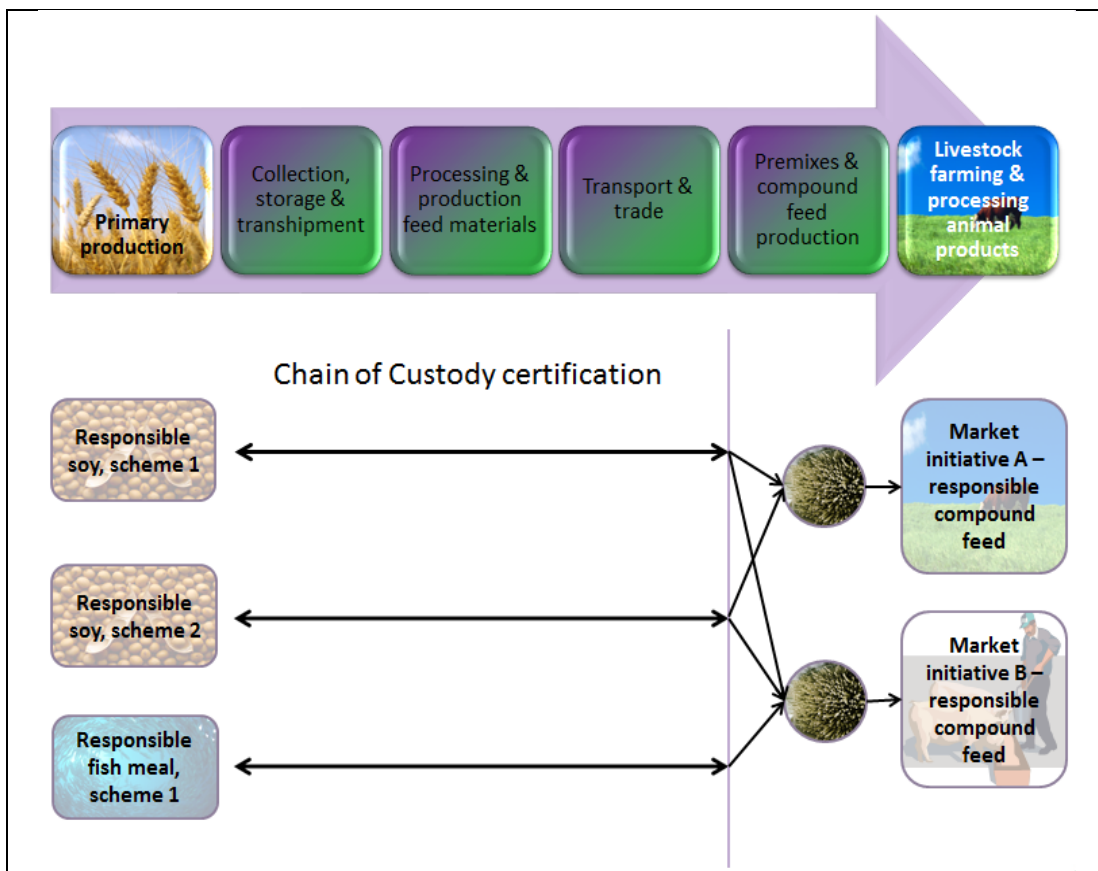 Primary
production
Collection,
storage &
transhipment
Processing &
production
feed materials
Transport &
trade
Premixes &
compound
feed
production
Livestock
farming &
processing
animal
products
Chain of Custody certification
Responsible
soy, scheme 1
Responsible
soy, scheme 2
Responsible
fish meal,
scheme 1
Market
initiative A –
responsible
compound
feed
Market
initiative B –
responsible
compound
feed